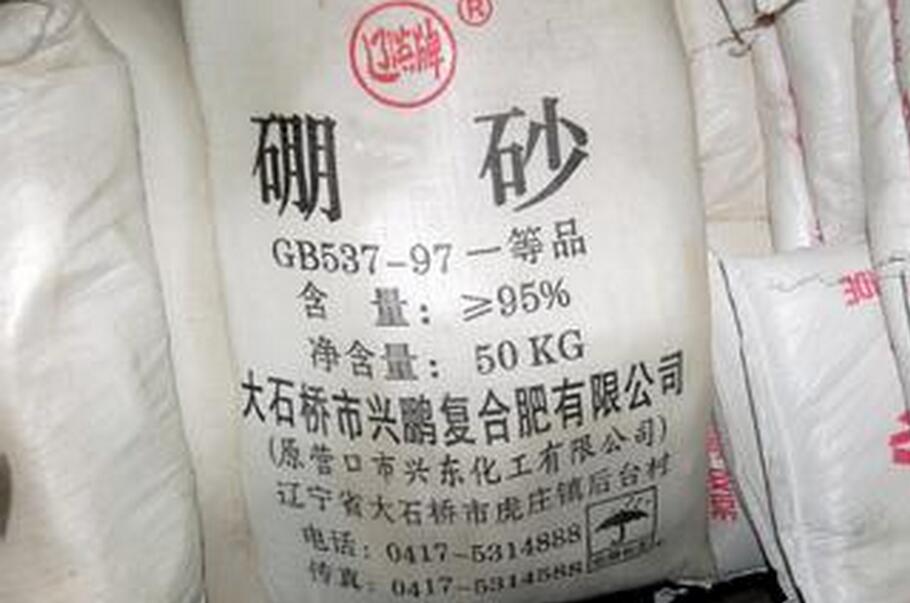 ®
硼 砂
GB537-97 一等品
含 量: ≥95%
净含量: 50 KG
大石桥市兴鹏复合肥有限公司
(原营口市兴东化工有限公司)
辽宁省大石桥市虎庄镇后台村
电话: 0417-5314888
传真: 0417-5314588